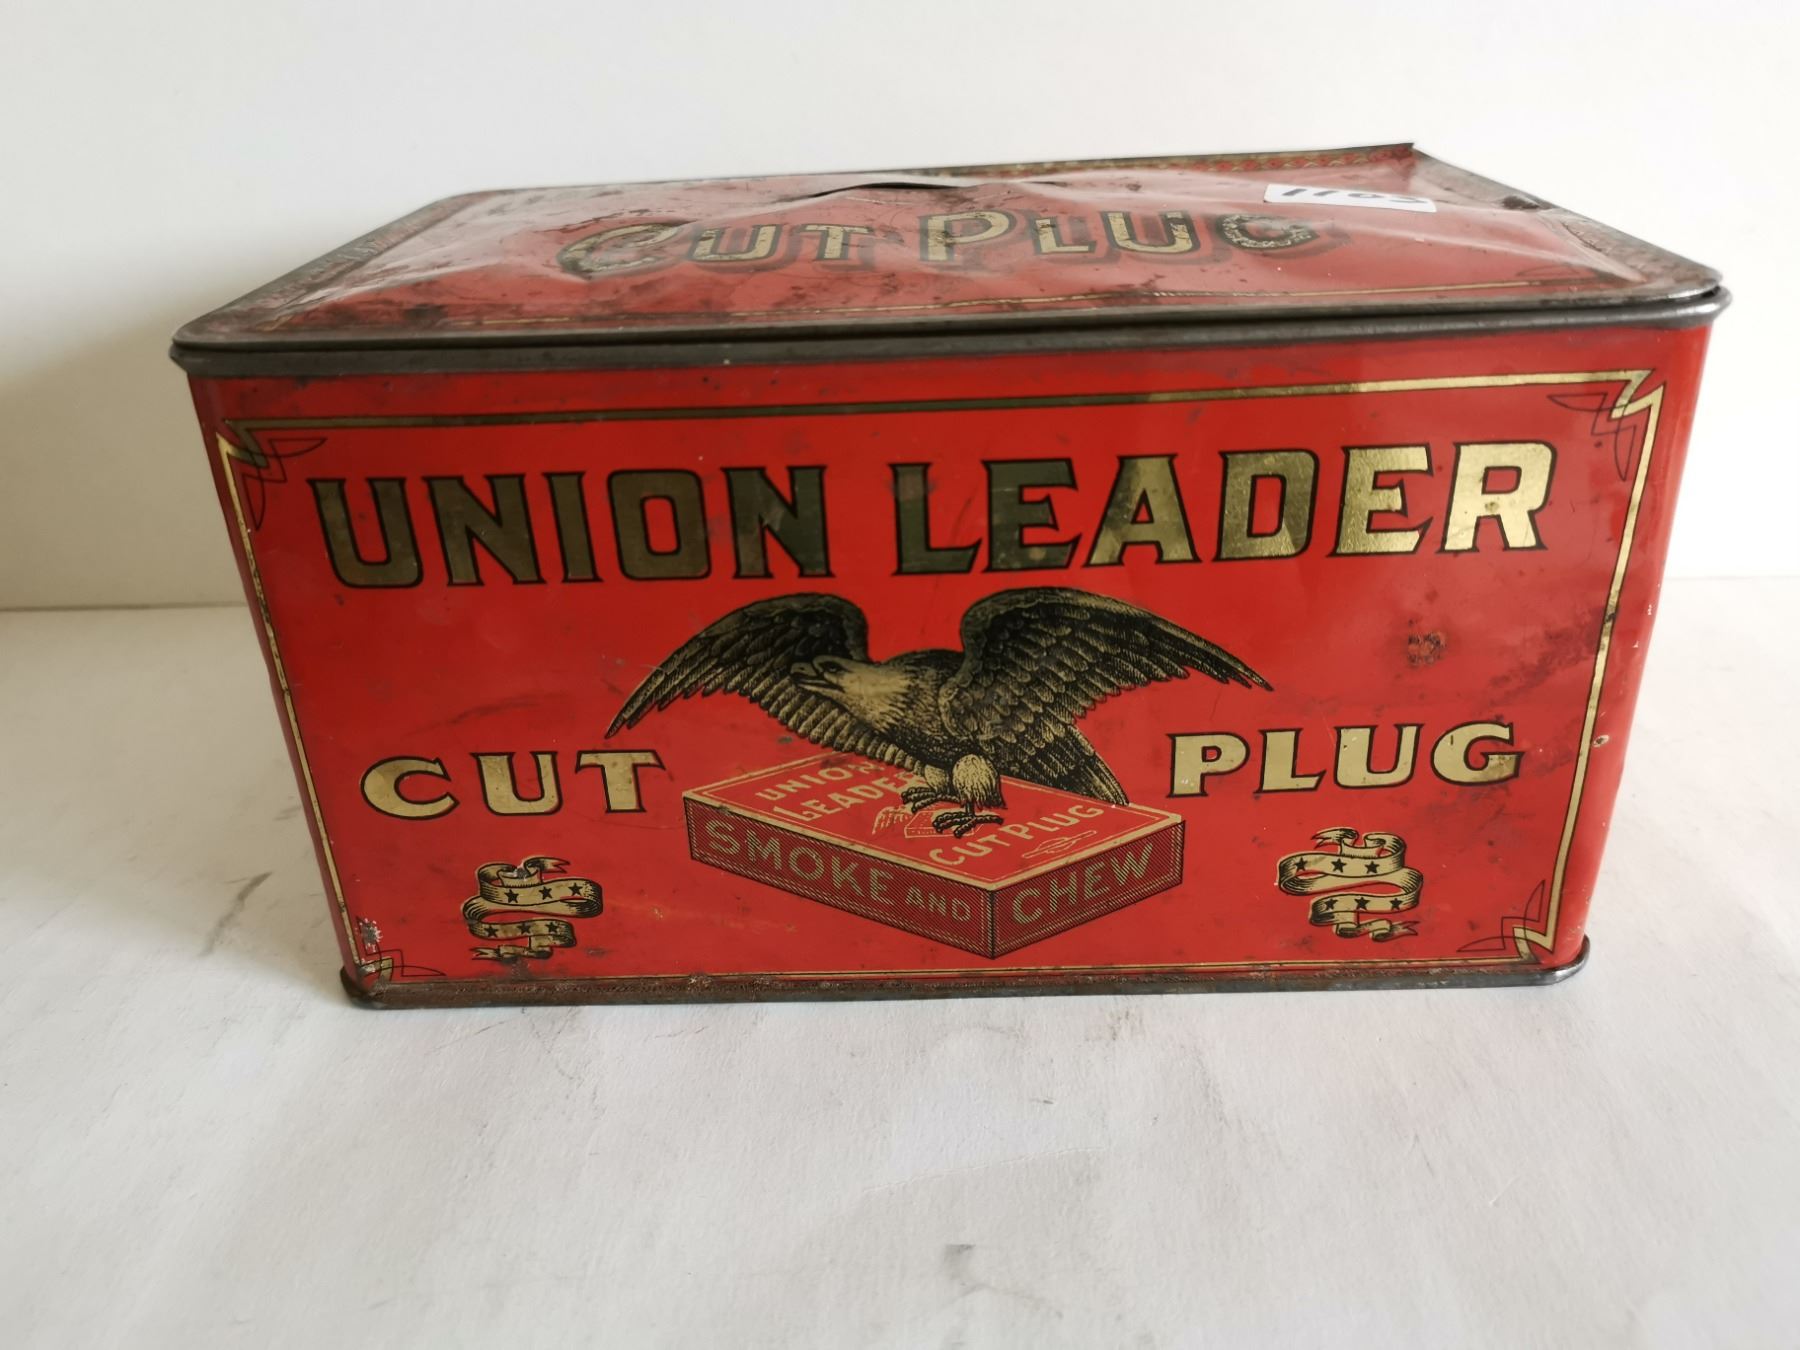 CUT PLUG
UNION LEADER
CUT PLUG
UNION
LEADER
CUT PLUG
SMOKE AND CHEW